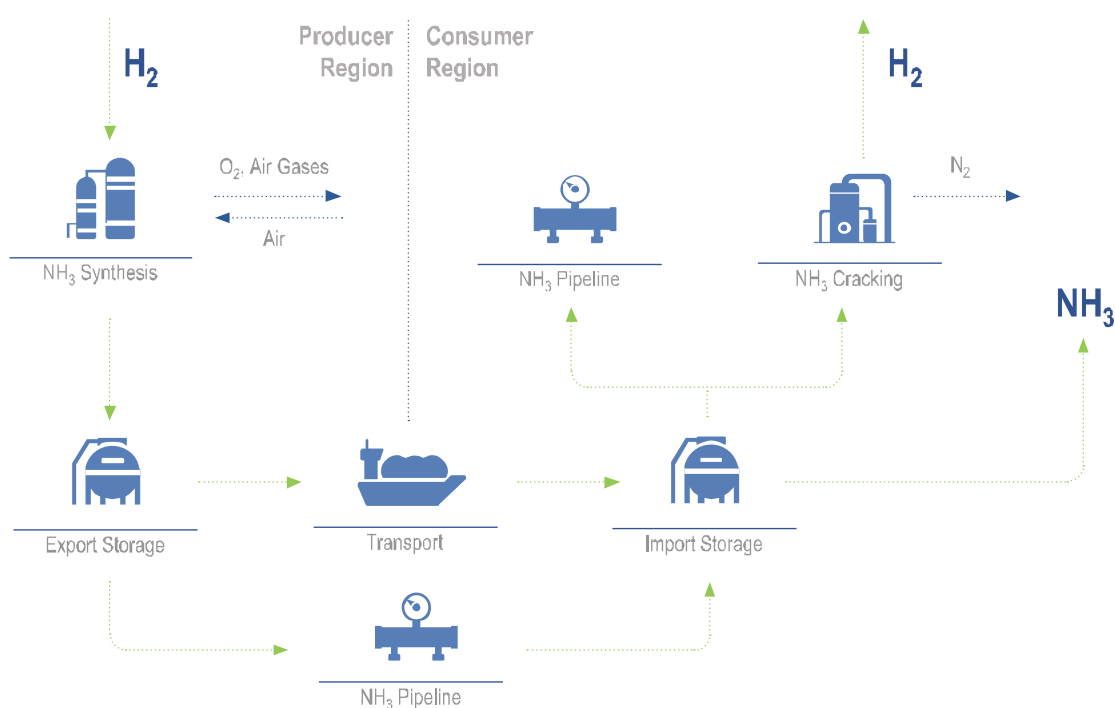 Producer
Region
Consumer
Region
H₂
H₂
O₂, Air Gases
Air
N₂
NH₃ Synthesis
NH₃ Pipeline
NH₃ Cracking
NH₃
Export Storage
Transport
Import Storage
NH₃ Pipeline